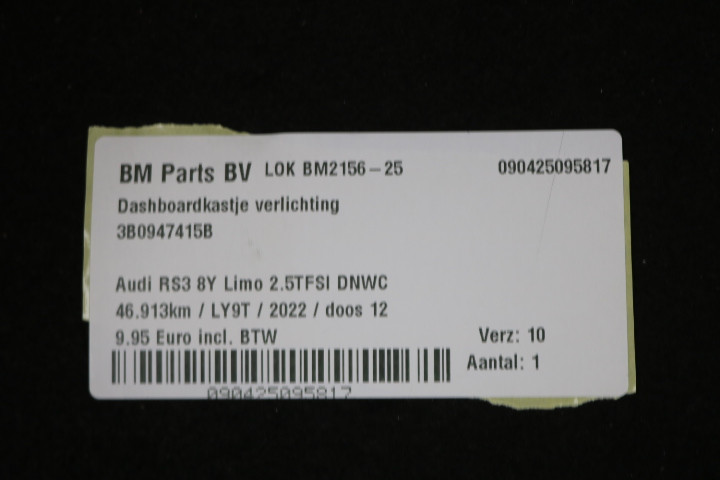 BM Parts BV LOK BM2156-25 090425095817
Dashboardkastje verlichting
3B0947415B
Audi RS3 8Y Limo 2.5TFSI DNWC
46.913km / LY9T / 2022 / doos 12
9.95 Euro incl. BTW Verz: 10
Aantal: 1
090425095817